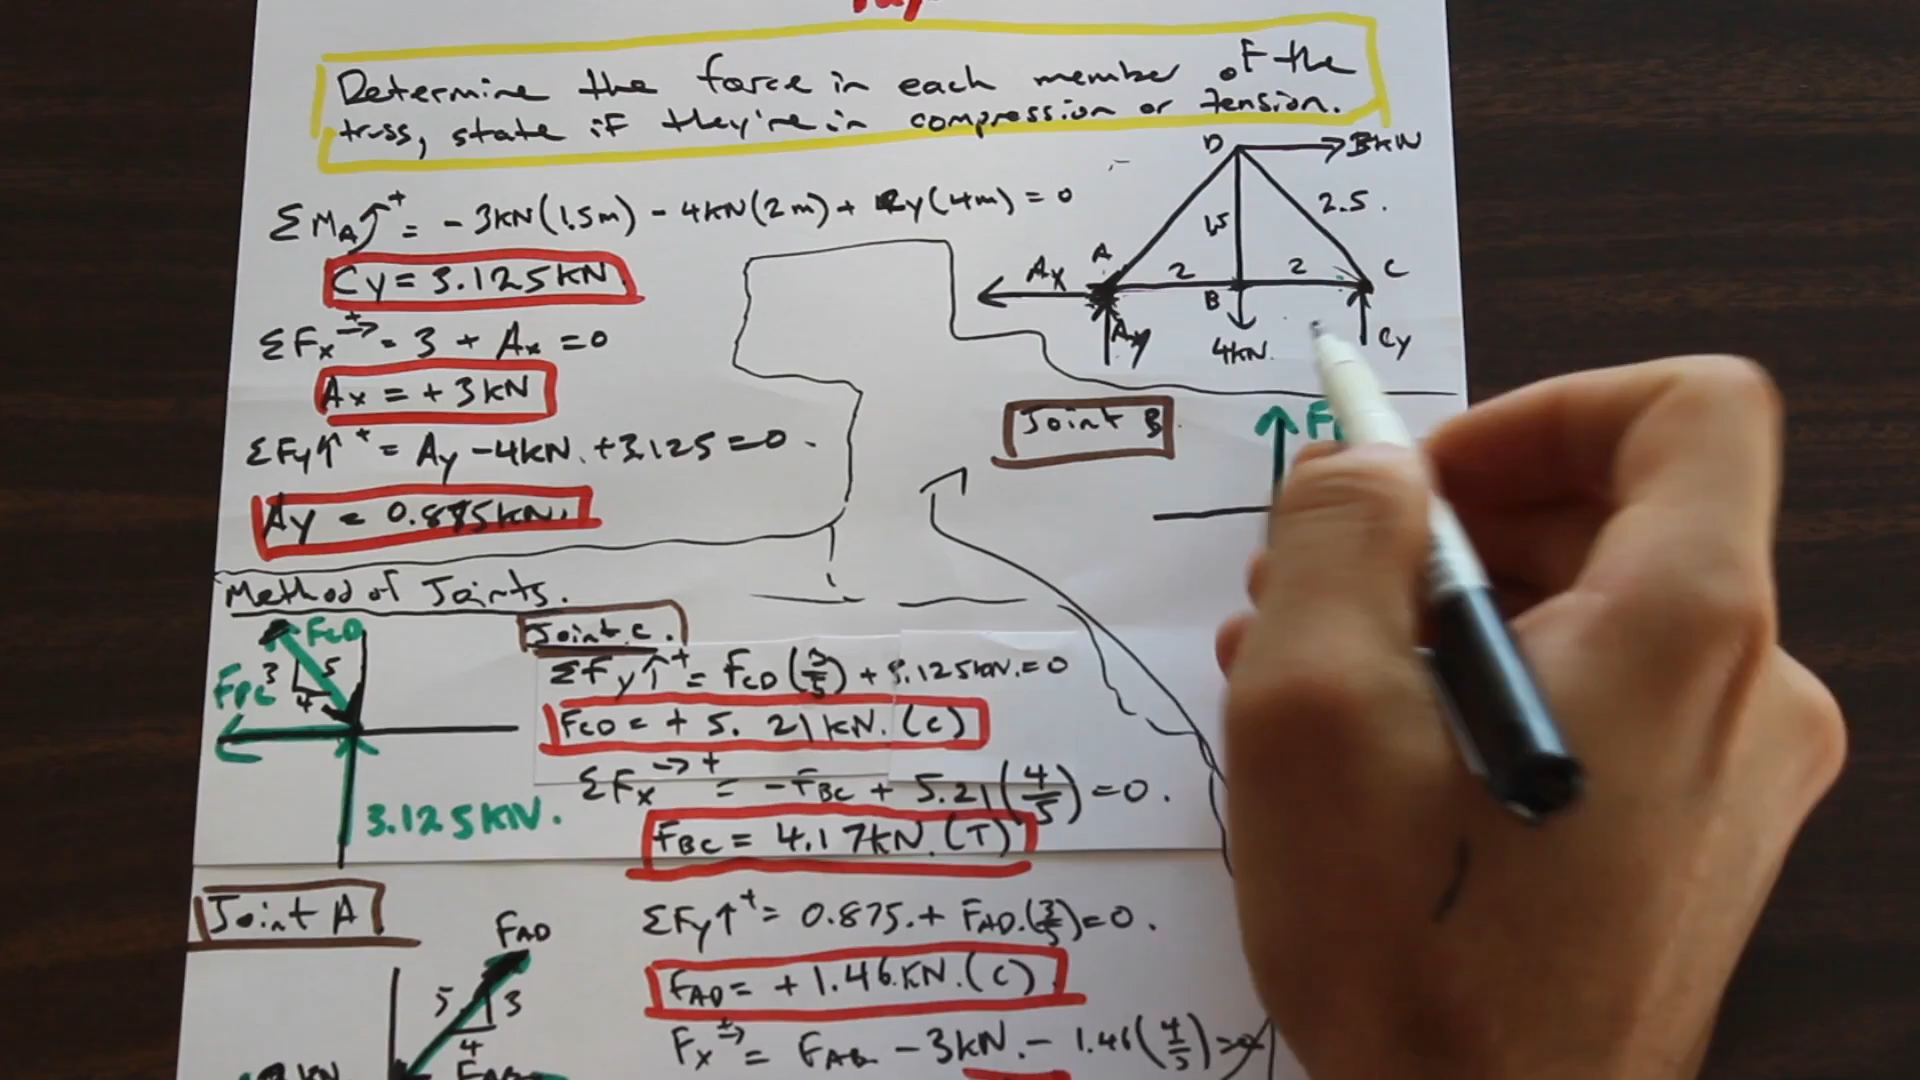 Determine the force in each member of the
truss, state if they're in compression or tension.
ΣMA + = - 3KN(1.5m) - 4KN(2m) + Cy(4m) = 0
Cy = 3.125KN
ΣFx → + = 3 + Ax = 0
Ax = + 3KN
ΣFy↑ + = Ay - 4KN. + 3.125 = 0.
Ay = 0.875KN.
D 3KN
2.5.
1.5
A 2 2 C
Ax
B
Ay
4KN.
Cy
Joint B
Method of Joints.
FCD
3 5
4
FBC
3.125KN.
Joint C.
ΣFy↑+ = FCD (3/5) + 3.125KN. = 0
FCD = + 5.21KN. (C)
ΣFx → + = - FBC + 5.21(4/5) = 0.
FBC = 4.17KN. (T)
Joint A
FAD
5 3
4
ΣFy↑+ = 0.875. + FAD.(3/5) = 0.
FAD = + 1.46KN.(C)
Fx → + = FAB - 3KN. - 1.46(4/5) = 0